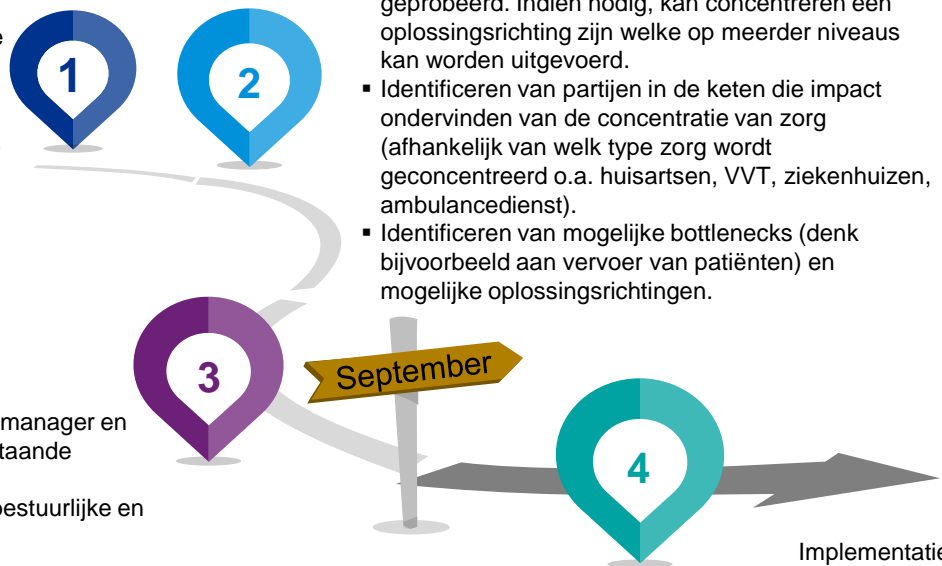 1
2
geprobeerd. Indien nodig, kan concentreren een
oplossingsrichting zijn welke op meerder niveaus
kan worden uitgevoerd.
▪ Identificeren van partijen in de keten die impact
ondervinden van de concentratie van zorg
(afhankelijk van welk type zorg wordt
geconcentreerd o.a. huisartsen, VVT, ziekenhuizen,
ambulancedienst).
▪ Identificeren van mogelijke bottlenecks (denk
bijvoorbeeld aan vervoer van patiënten) en
mogelijke oplossingsrichtingen.
3
September
manager en
taande
bestuurlijke en
4
Implementatie